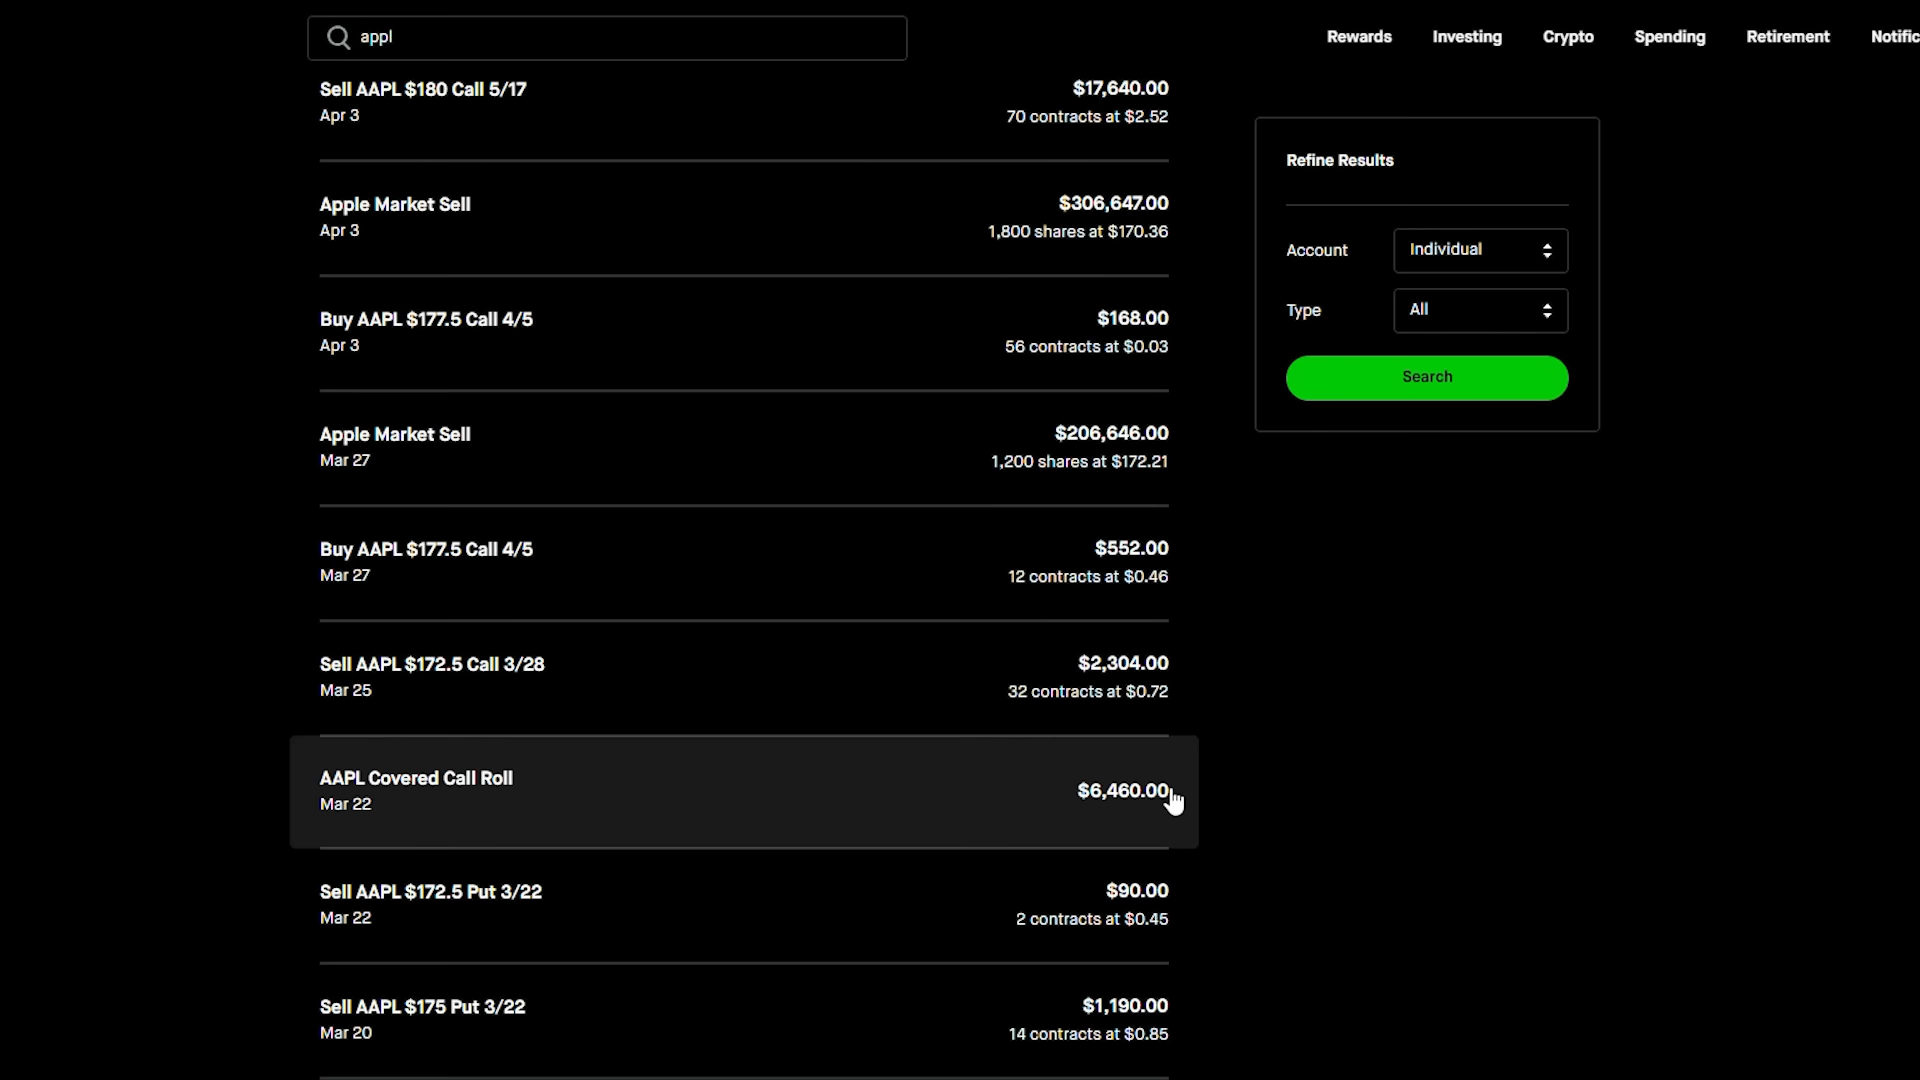 appl
Rewards
Investing
Crypto
Spending
Retirement
Notific
Sell AAPL $180 Call 5/17
$17,640.00
Apr 3
70 contracts at $2.52
Apple Market Sell
$306,647.00
Apr 3
1,800 shares at $170.36
Buy AAPL $177.5 Call 4/5
$168.00
Apr 3
56 contracts at $0.03
Apple Market Sell
$206,646.00
Mar 27
1,200 shares at $172.21
Buy AAPL $177.5 Call 4/5
$552.00
Mar 27
12 contracts at $0.46
Sell AAPL $172.5 Call 3/28
$2,304.00
Mar 25
32 contracts at $0.72
AAPL Covered Call Roll
$6,460.00
Mar 22
Sell AAPL $172.5 Put 3/22
$90.00
Mar 22
2 contracts at $0.45
Sell AAPL $175 Put 3/22
$1,190.00
Mar 20
14 contracts at $0.85
Refine Results
Account
Individual
Type
All
Search